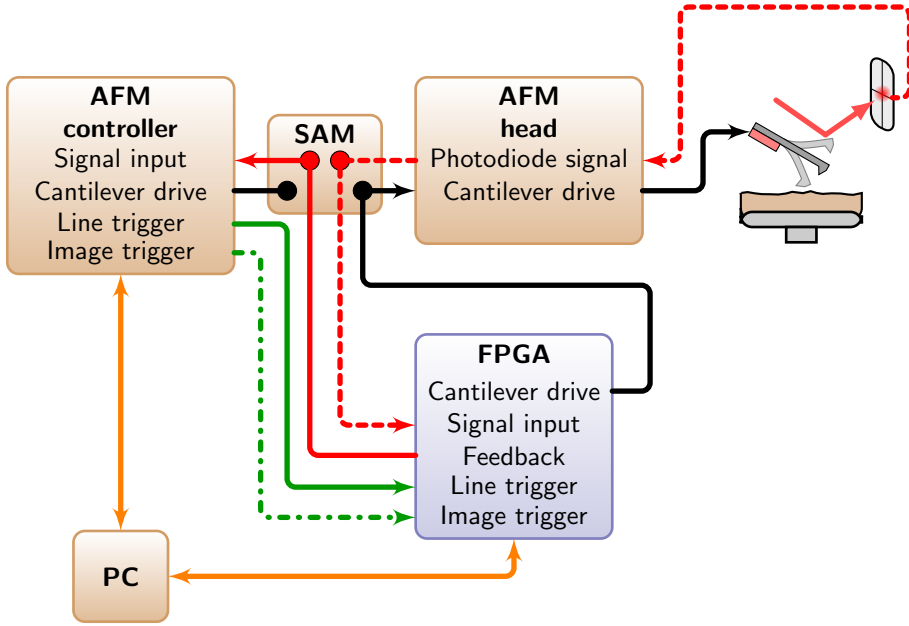 AFM
controller
Signal input
Cantilever drive
Line trigger
Image trigger
SAM
AFM
head
Photodiode signal
Cantilever drive
FPGA
Cantilever drive
Signal input
Feedback
Line trigger
Image trigger
PC